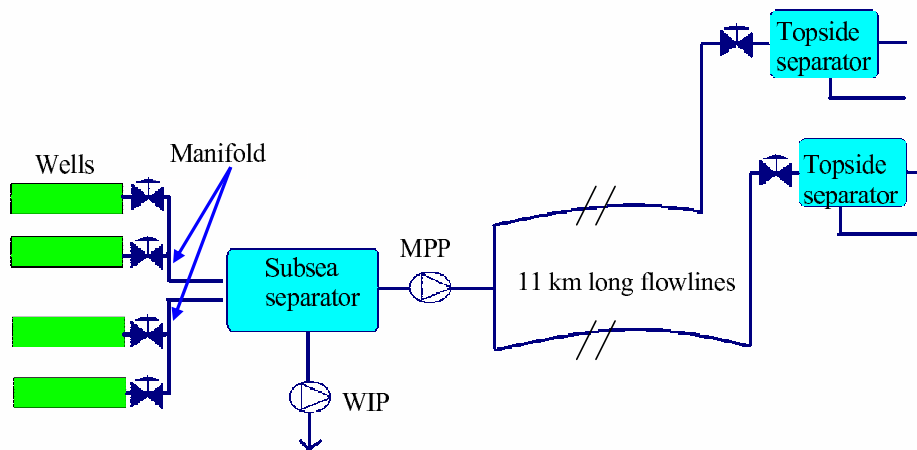 Topside
separator
Wells
Manifold
Topside
separator
MPP
Subsea
separator
11 km long flowlines
WIP